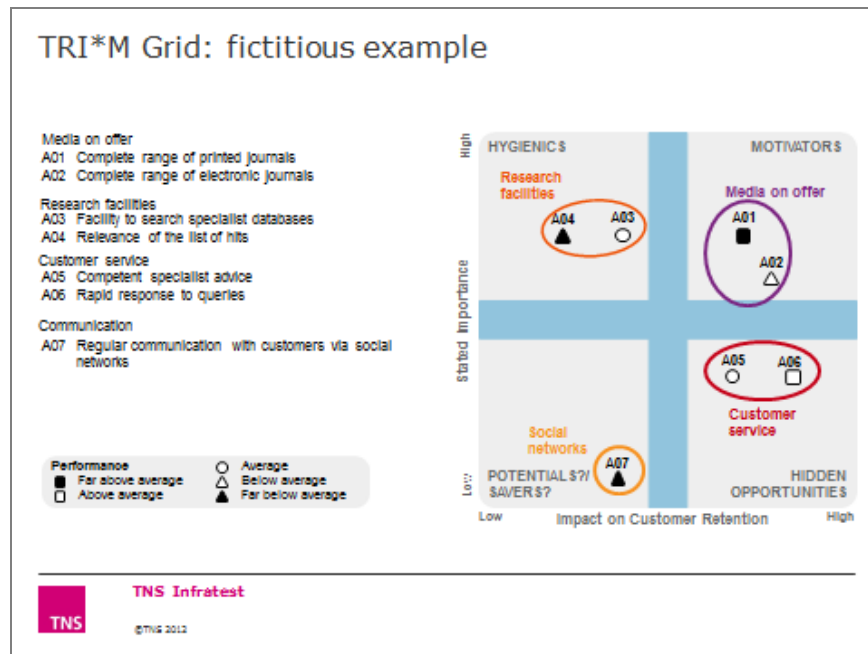 TRI*M Grid: fictitious example
Media on offer
A01 Complete range of printed journals
A02 Complete range of electronic journals
Research facilities
A03 Facility to search specialist databases
A04 Relevance of the list of hits
Customer service
A05 Competent specialist advice
A06 Rapid response to queries
Communication
A07 Regular communication with customers via social
networks
Performance
Far above average
Above average
Average
Below average
Far below average
High
Stated Importance
Low
HYGIENICS
MOTIVATORS
Research
facilities
A04
A03
Media on offer
A01
A02
A05
A06
Customer
service
Social
networks
A07
POTENTIALS?/
SAVERS?
HIDDEN
OPPORTUNITIES
Low
Impact on Customer Retention
High
TNS
TNS Infratest
©TNS 2012